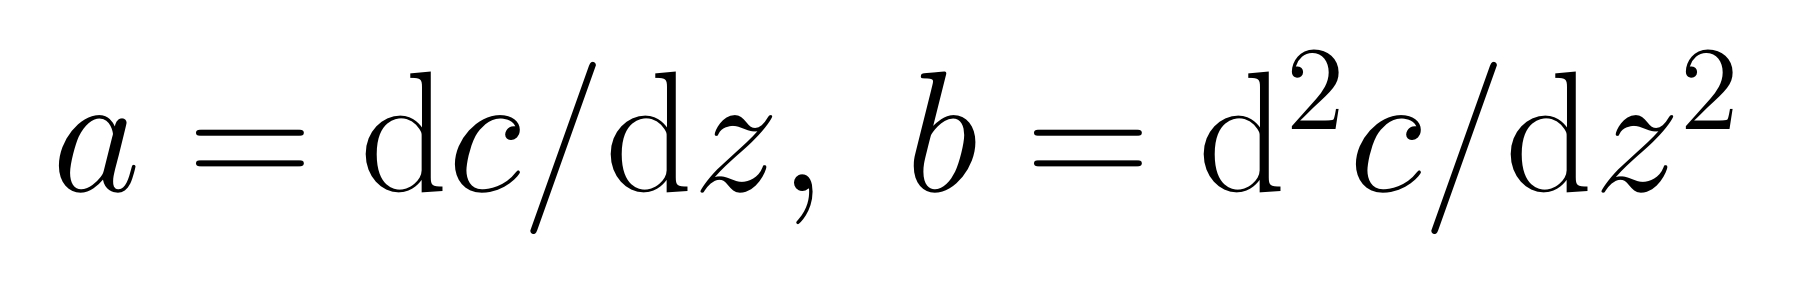 a = dc/dz, b = d²c/dz²